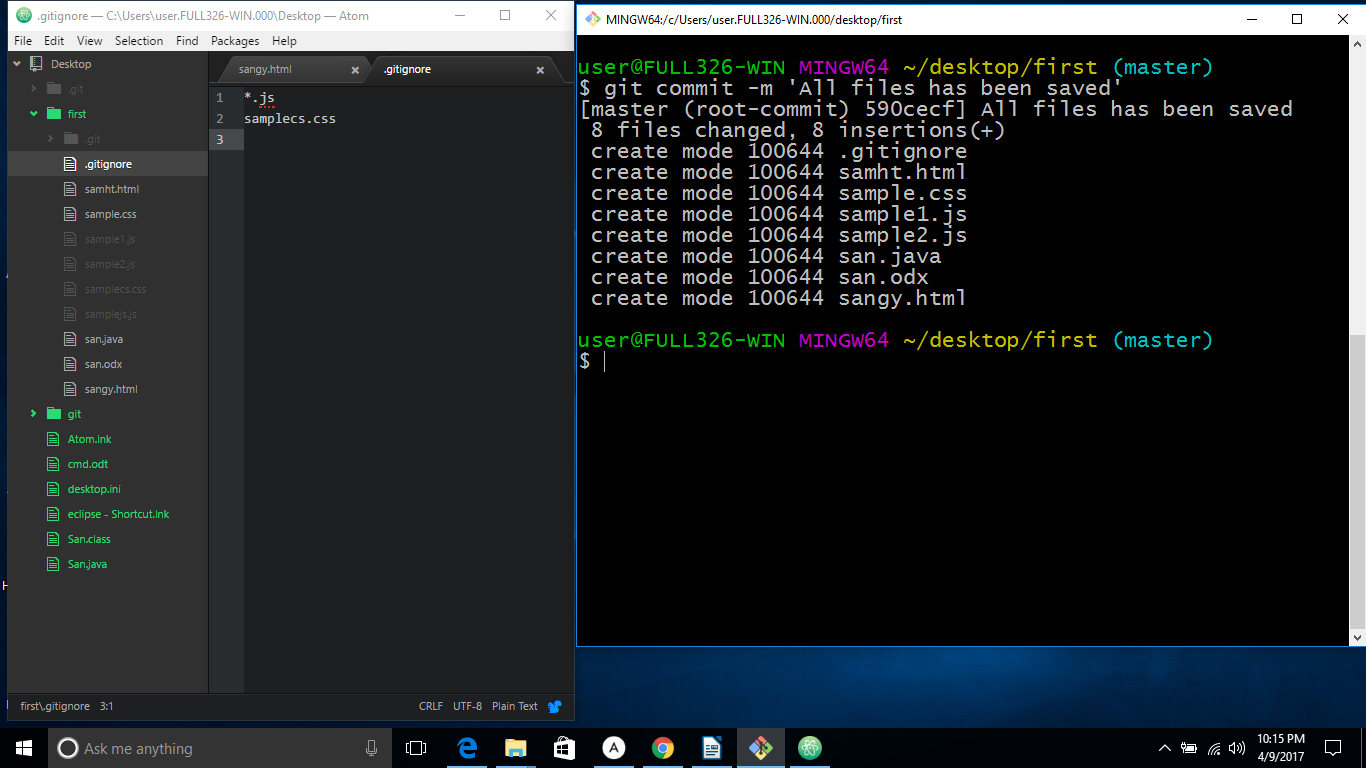 .gitignore — C:\Users\user.FULL326-WIN.000\Desktop — Atom
File Edit View Selection Find Packages Help
Desktop
.git
first
.git
.gitignore
samht.html
sample.css
sample1.js
sample2.js
samplecs.css
samplejs.js
san.java
san.odx
sangy.html
git
Atom.lnk
cmd.odt
desktop.ini
eclipse - Shortcut.lnk
San.class
San.java
sangy.html .gitignore
1 *.js
2 samplecs.css
3
first\.gitignore 3:1 CRLF UTF-8 Plain Text
MINGW64:/c/Users/user.FULL326-WIN.000/desktop/first
user@FULL326-WIN MINGW64 ~/desktop/first (master)
$ git commit -m 'All files has been saved'
[master (root-commit) 590cecf] All files has been saved
8 files changed, 8 insertions(+)
create mode 100644 .gitignore
create mode 100644 samht.html
create mode 100644 sample.css
create mode 100644 sample1.js
create mode 100644 sample2.js
create mode 100644 san.java
create mode 100644 san.odx
create mode 100644 sangy.html
user@FULL326-WIN MINGW64 ~/desktop/first (master)
$
H
Ask me anything
A
10:15 PM
4/9/2017